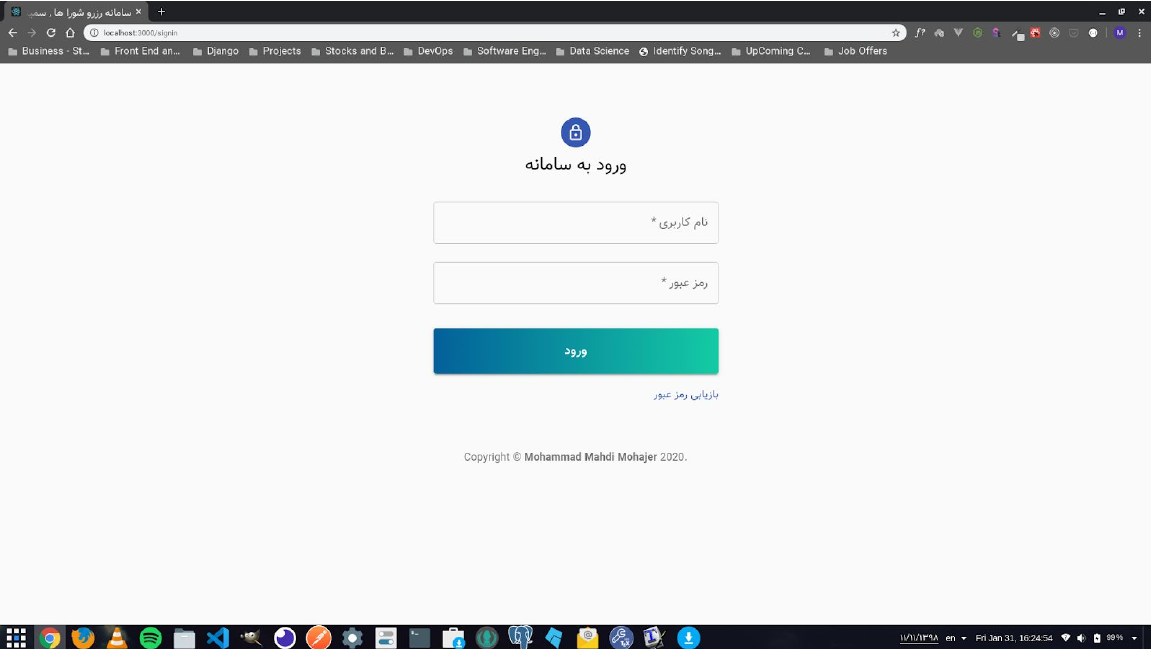 سامانه رزرو شورا ها , سمپ
localhost:3000/signin
Business - St... Front End an... Django Projects Stocks and B... DevOps Software Eng... Data Science Identify Song... UpComing C... Job Offers
ورود به سامانه
نام کاربری *
رمز عبور *
ورود
بازیابی رمز عبور
Copyright © Mohammad Mahdi Mohajer 2020.
۱۱/۱۱/۱۳۹۸ en Fri Jan 31, 16:24:54 99%